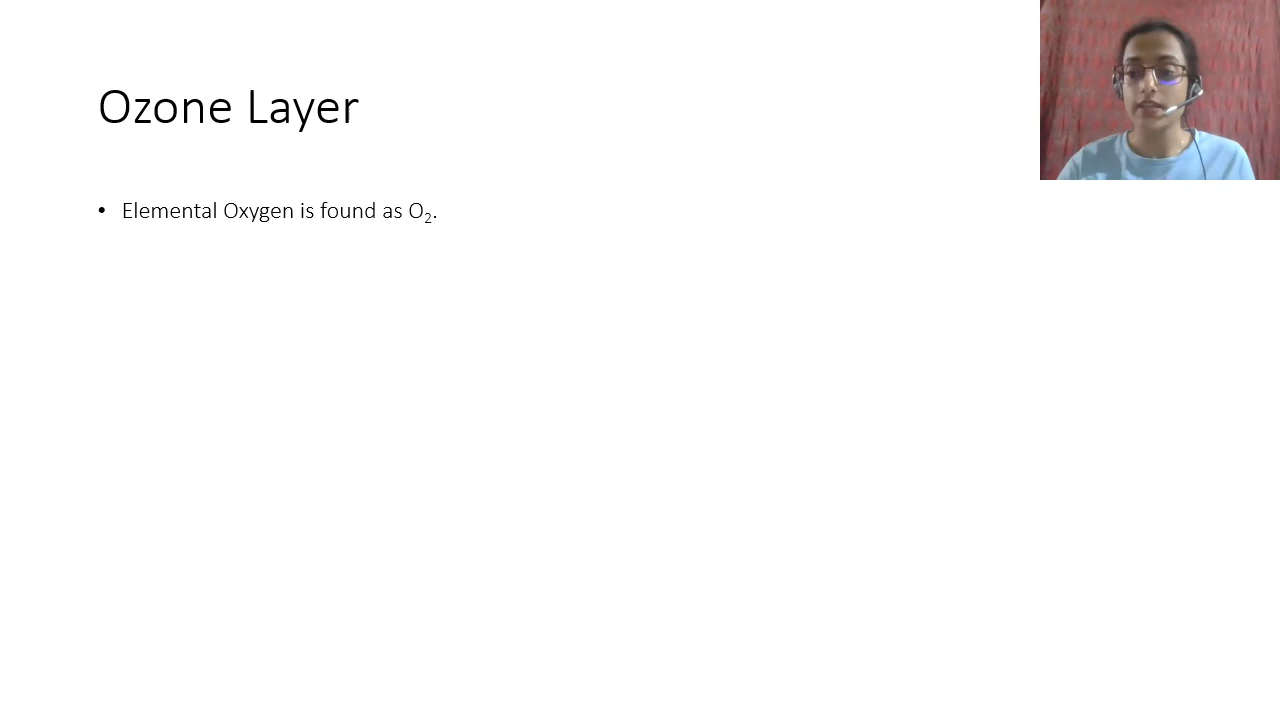 Ozone Layer
• Elemental Oxygen is found as O₂.